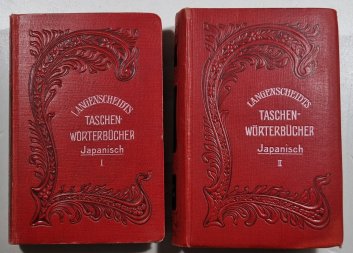 LANGENSCHEIDTS
TASCHEN-
WÖRTERBÜCHER
Japanisch
I
LANGENSCHEIDTS
TASCHEN-
WÖRTERBÜCHER
Japanisch
II